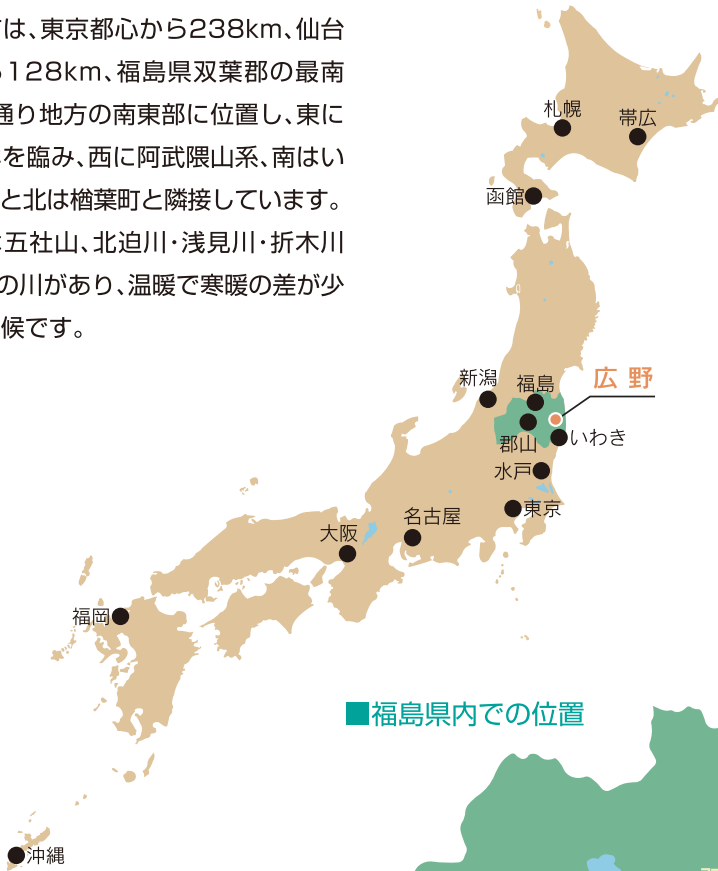 は、東京都心から238km、仙台
128km、福島県双葉郡の最南
通り地方の南東部に位置し、東に
を臨み、西に阿武隈山系、南はい
と北は楢葉町と隣接しています。
五社山、北迫川・浅見川・折木川
の川があり、温暖で寒暖の差が少
候です。
札幌
帯広
函館
新潟
福島
広野
郡山
いわき
水戸
東京
名古屋
大阪
福岡
■福島県内での位置
沖縄